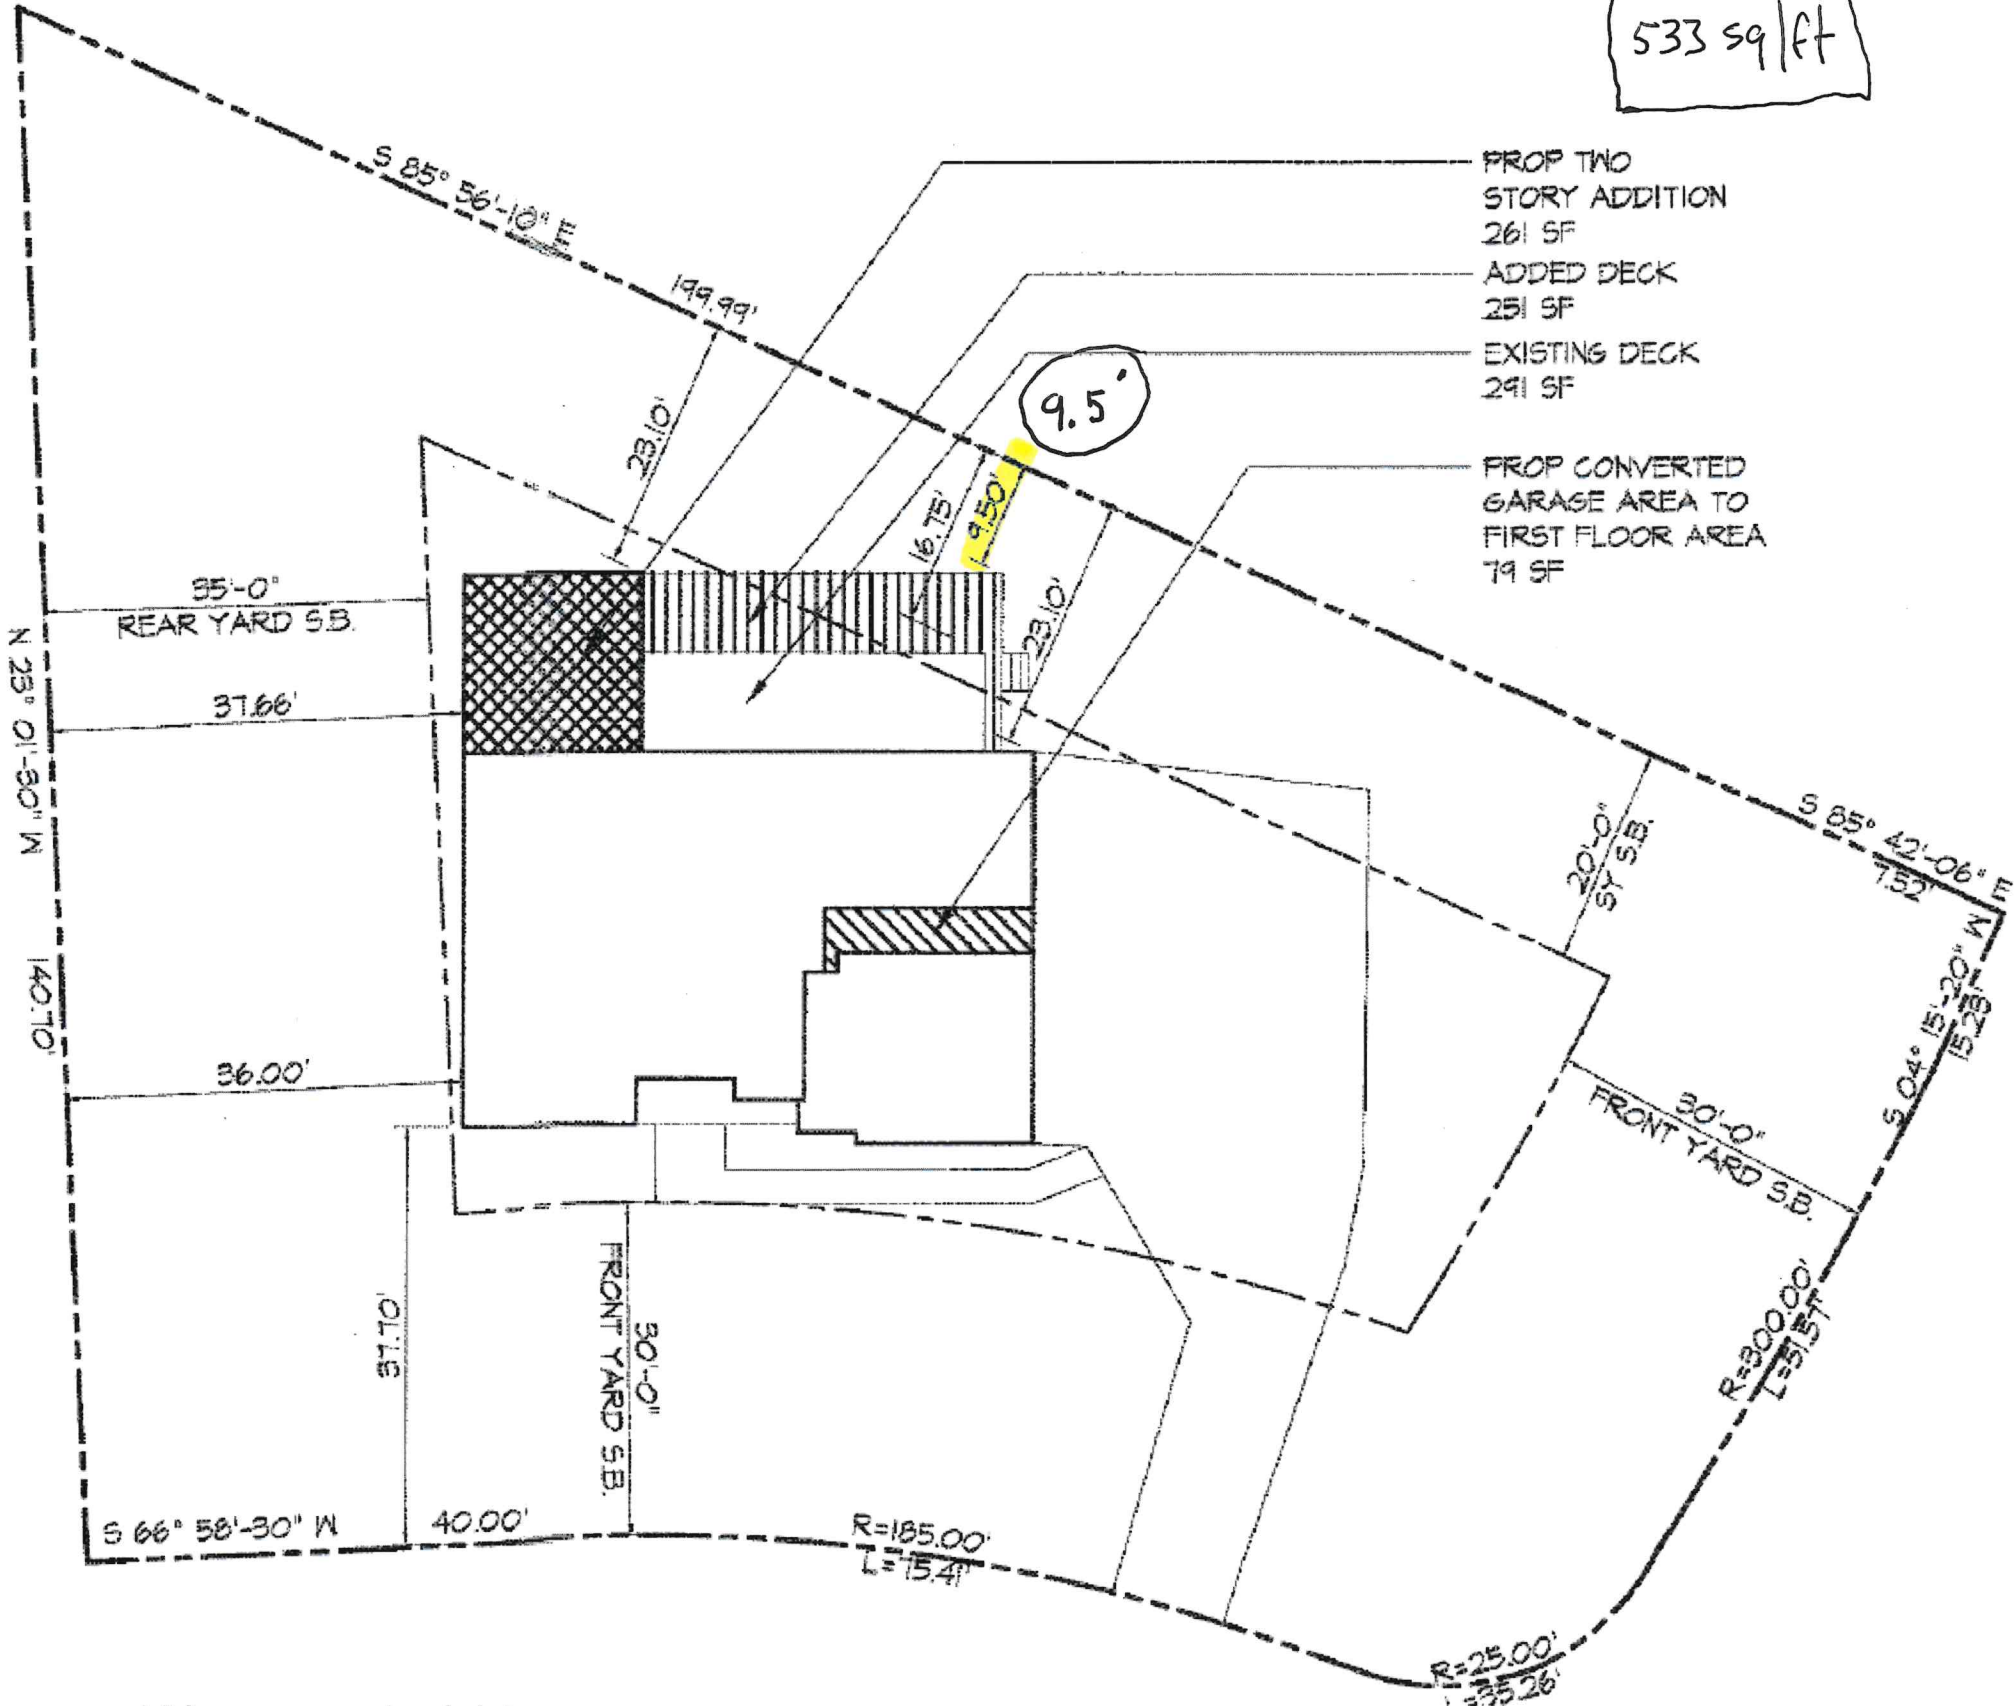 533 sq/ft
PROP TWO
STORY ADDITION
261 SF
ADDED DECK
251 SF
EXISTING DECK
291 SF
PROP CONVERTED
GARAGE AREA TO
FIRST FLOOR AREA
79 SF
S 85° 56'-10" E
199.99'
23.10'
9.5'
16.75'
9.50'
23.10'
35'-0"
REAR YARD S.B.
37.66'
N 23° 01'-30" W
140.70'
36.00'
20'-0"
SY S.B.
S 85° 42'-06" E
7.52'
S 04° 15'-20" W
15.23'
30'-0"
FRONT YARD S.B.
37.70'
30'-0"
FRONT YARD S.B.
R=300.00'
L=51.57'
S 66° 58'-30" W
40.00'
R=185.00'
L=75.41'
R=25.00'
L=35.26'